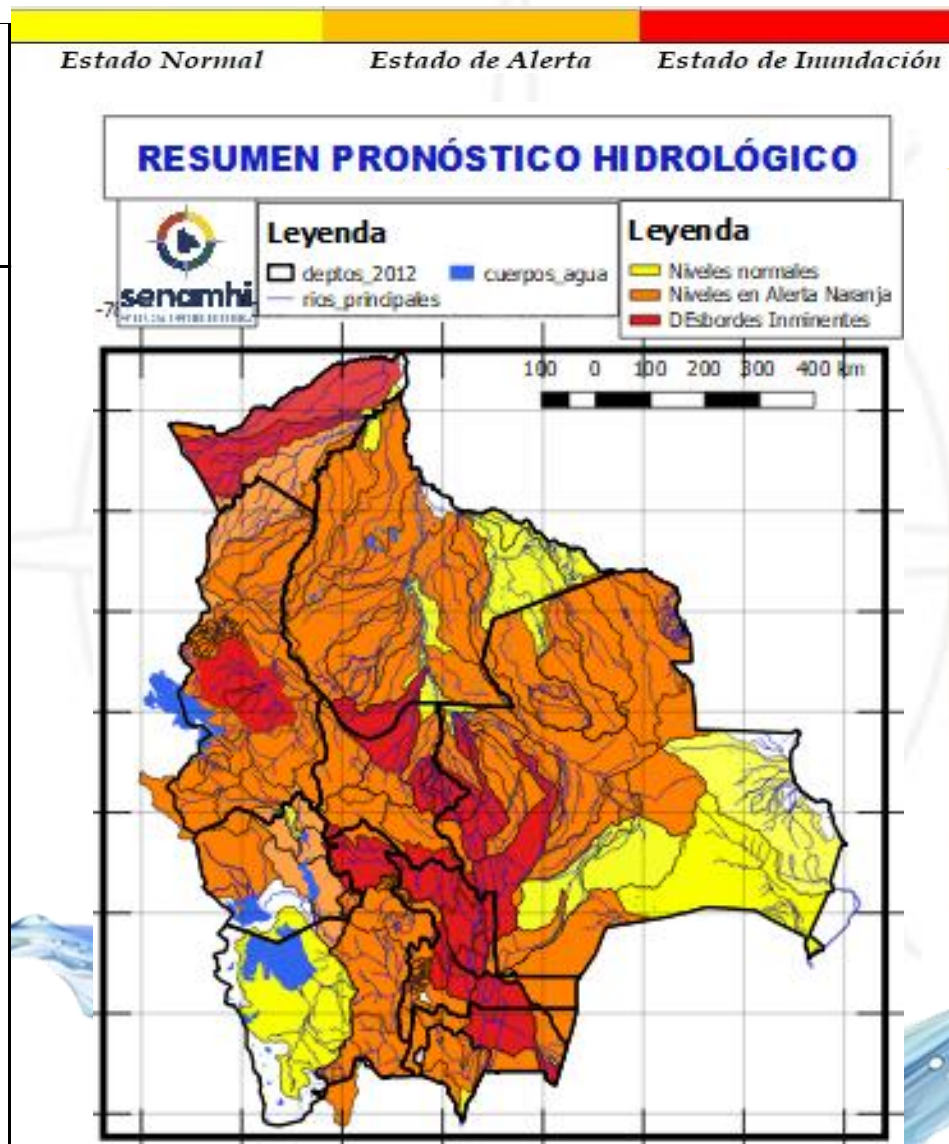 Estado Normal Estado de Alerta Estado de Inundación
RESUMEN PRONÓSTICO HIDROLÓGICO
senamhi
Leyenda
deptos_2012 cuerpos_agua
rios_principales
Leyenda
Niveles normales
Niveles en Alerta Naranja
DEsbordes Inminentes
100 0 100 200 300 400 km